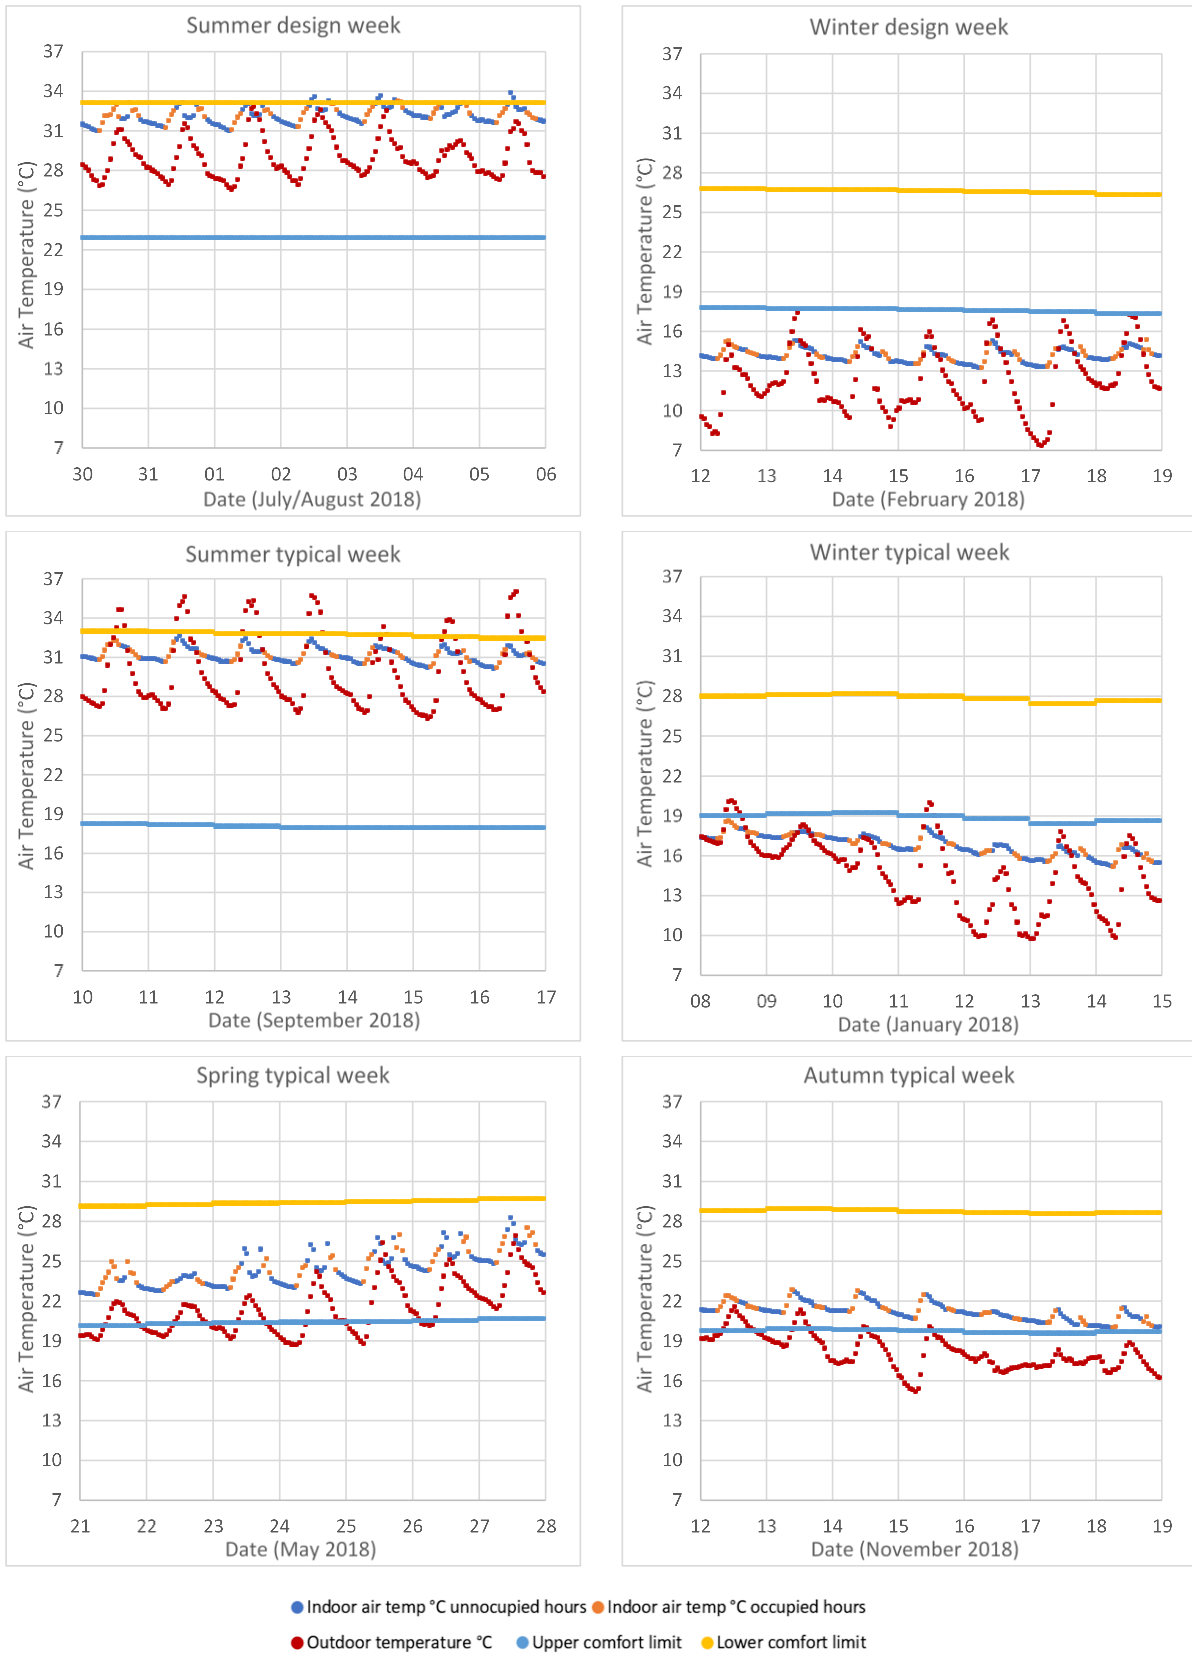 Summer design week
37
34
31
28
25
22
19
16
13
10
7
Air Temperature (°C)
30 31 01 02 03 04 05 06
Date (July/August 2018)
Winter design week
37
34
31
28
25
22
19
16
13
10
7
Air Temperature (°C)
12 13 14 15 16 17 18 19
Date (February 2018)
Summer typical week
37
34
31
28
25
22
19
16
13
10
7
Air Temperature (°C)
10 11 12 13 14 15 16 17
Date (September 2018)
Winter typical week
37
34
31
28
25
22
19
16
13
10
7
Air Temperature (°C)
08 09 10 11 12 13 14 15
Date (January 2018)
Spring typical week
37
34
31
28
25
22
19
16
13
10
7
Air Temperature (°C)
21 22 23 24 25 26 27 28
Date (May 2018)
Autumn typical week
37
34
31
28
25
22
19
16
13
10
7
Air Temperature (°C)
12 13 14 15 16 17 18 19
Date (November 2018)
Indoor air temp °C unnocupied hours Indoor air temp °C occupied hours
Outdoor temperature °C Upper comfort limit Lower comfort limit